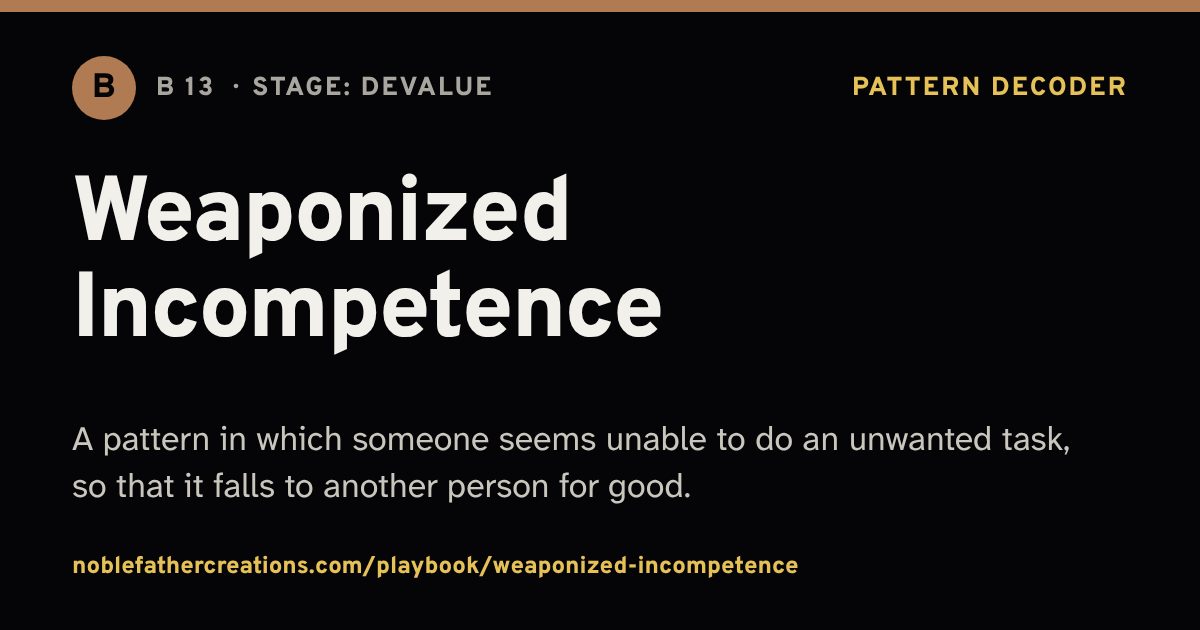 B
B 13 · STAGE: DEVALUE
PATTERN DECODER
Weaponized
Incompetence
A pattern in which someone seems unable to do an unwanted task,
so that it falls to another person for good.
noblefathercreations.com/playbook/weaponized-incompetence